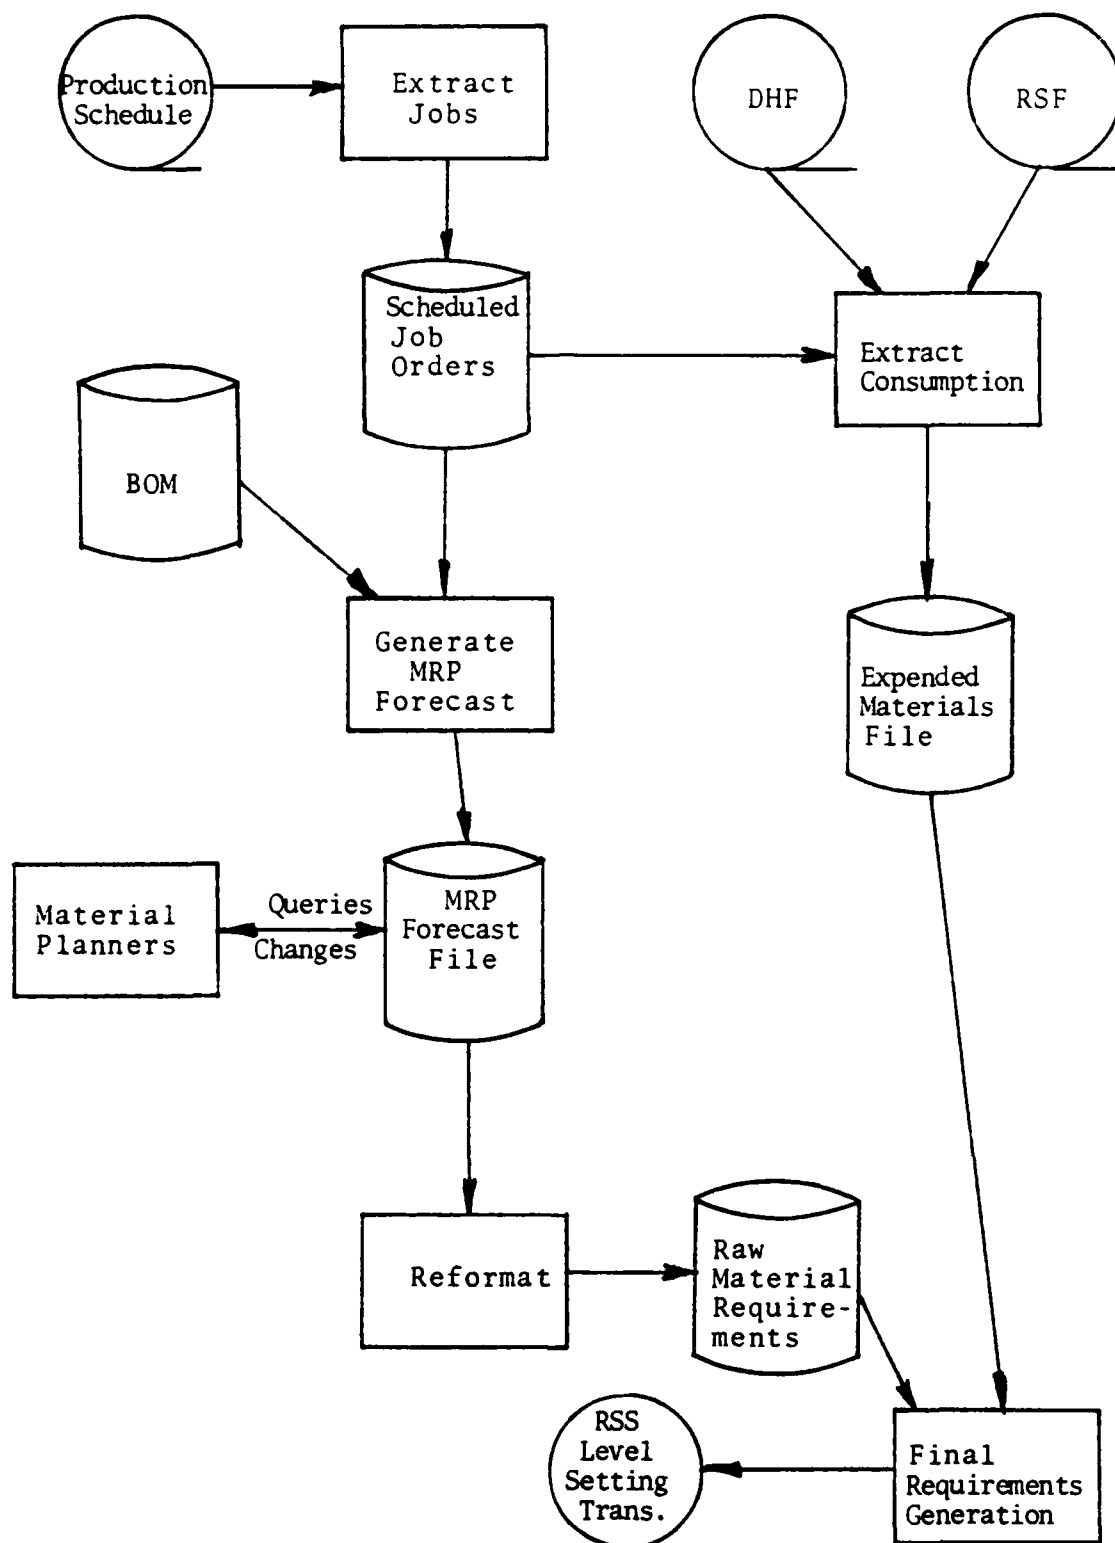 Production
Schedule
Extract
Jobs
DHF
RSF
Scheduled
Job
Orders
Extract
Consumption
BOM
Generate
MRP
Forecast
Expended
Materials
File
Material
Planners
Queries
Changes
MRP
Forecast
File
Reformat
Raw
Material
Require-
ments
RSS
Level
Setting
Trans.
Final
Requirements
Generation